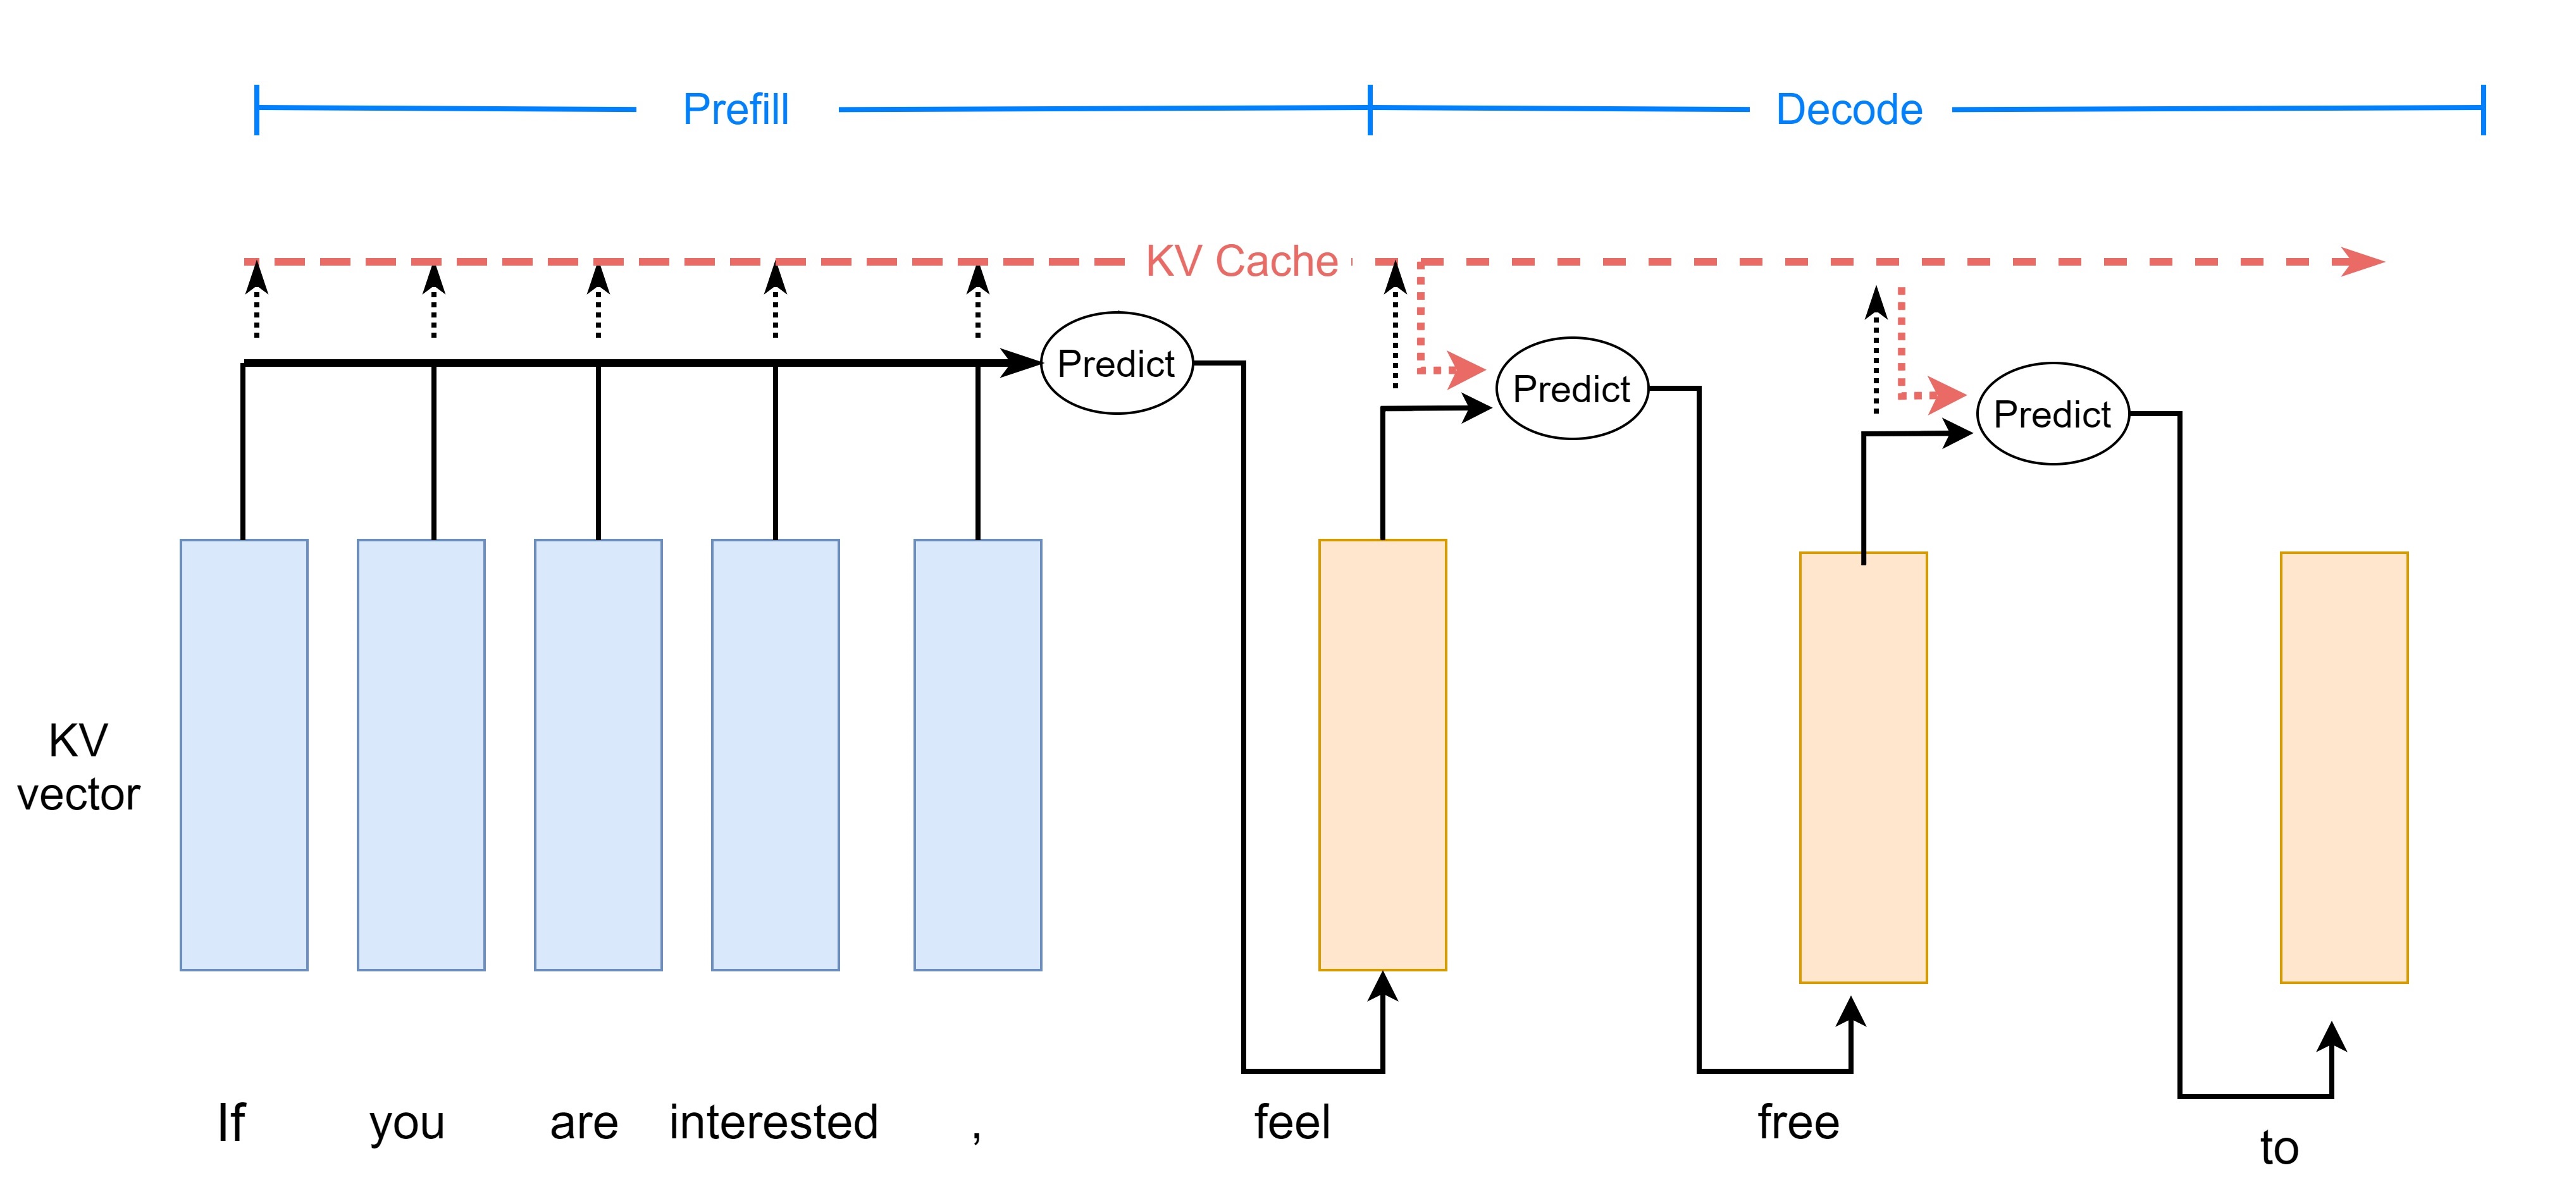 Prefill
Decode
KV Cache
Predict
Predict
Predict
KV
vector
If you are interested , feel free to